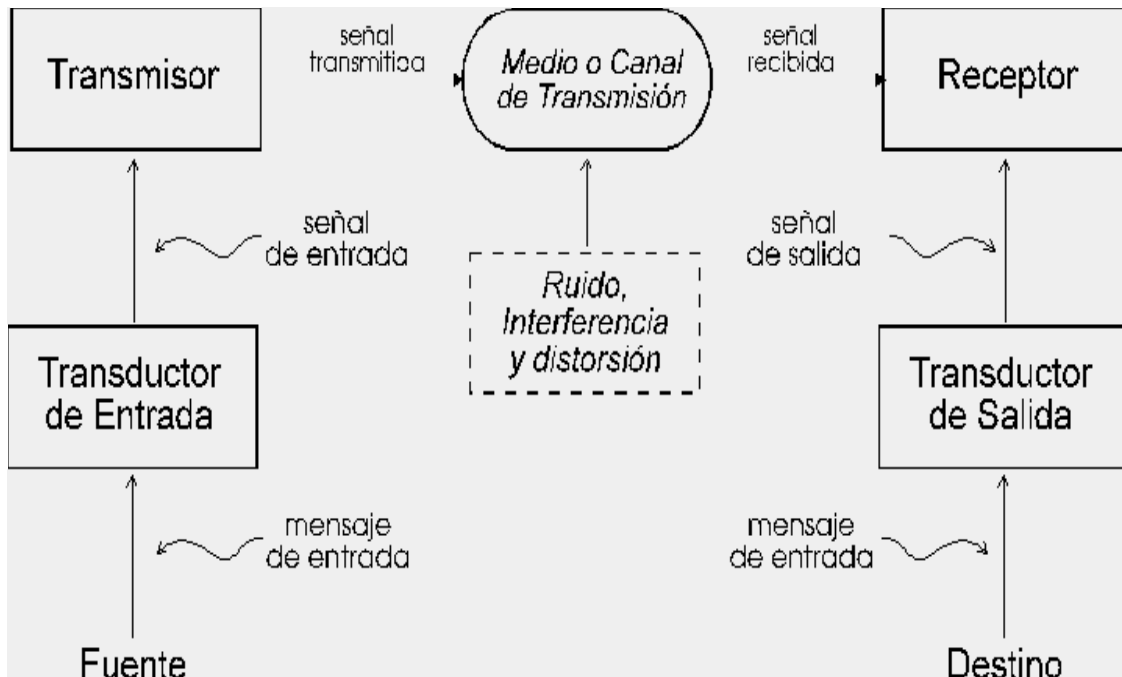 Transmisor
señal
transmitida
Medio o Canal
de Transmisión
señal
recibida
Receptor
señal
de entrada
Ruido,
Interferencia
y distorsión
señal
de salida
Transductor
de Entrada
Transductor
de Salida
mensaje
de entrada
mensaje
de entrada
Fuente
Destino